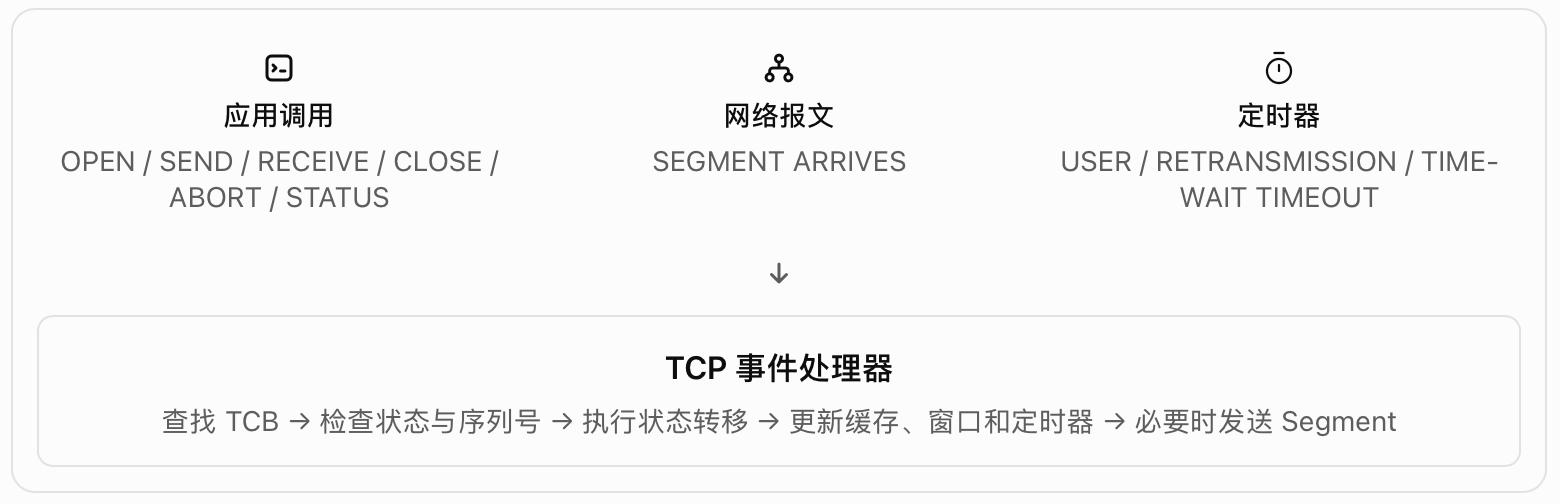 应用调用
OPEN / SEND / RECEIVE / CLOSE /
ABORT / STATUS
网络报文
SEGMENT ARRIVES
定时器
USER / RETRANSMISSION / TIME-
WAIT TIMEOUT
TCP 事件处理器
查找 TCB → 检查状态与序列号 → 执行状态转移 → 更新缓存、窗口和定时器 → 必要时发送 Segment